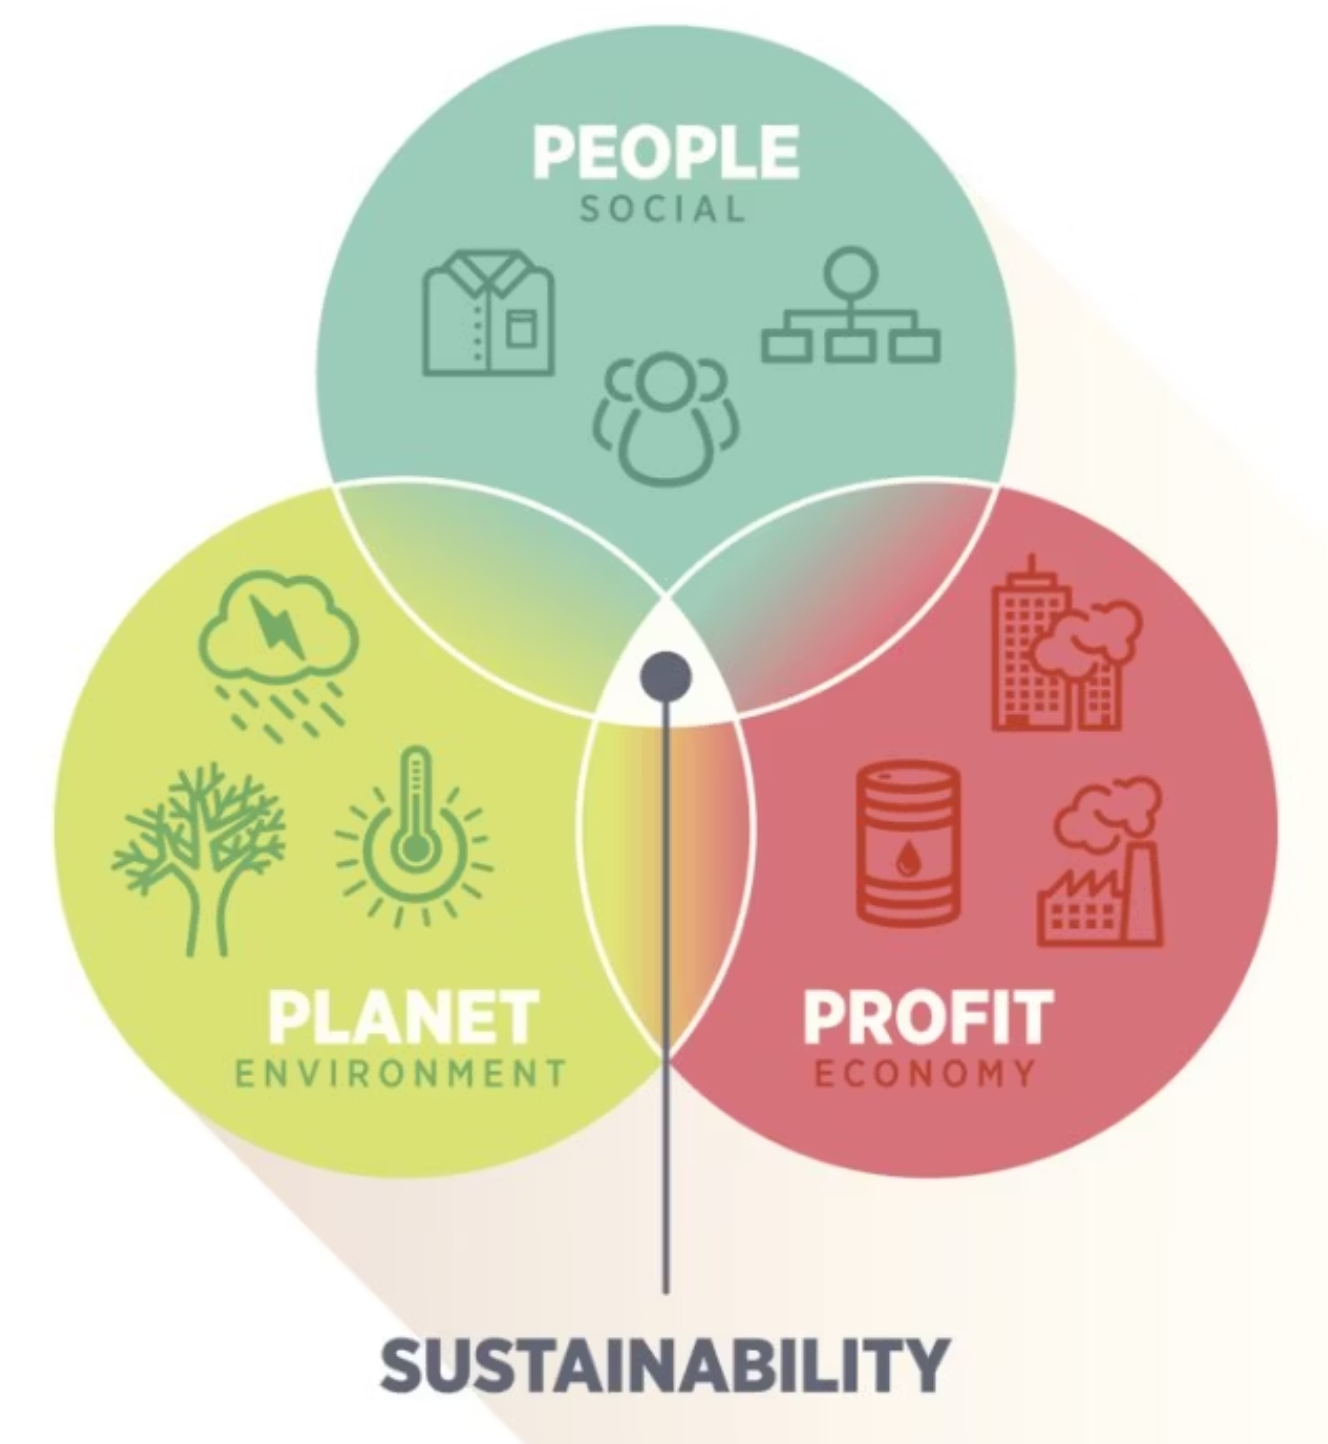 PEOPLE
SOCIAL
PLANET
ENVIRONMENT
PROFIT
ECONOMY
SUSTAINABILITY